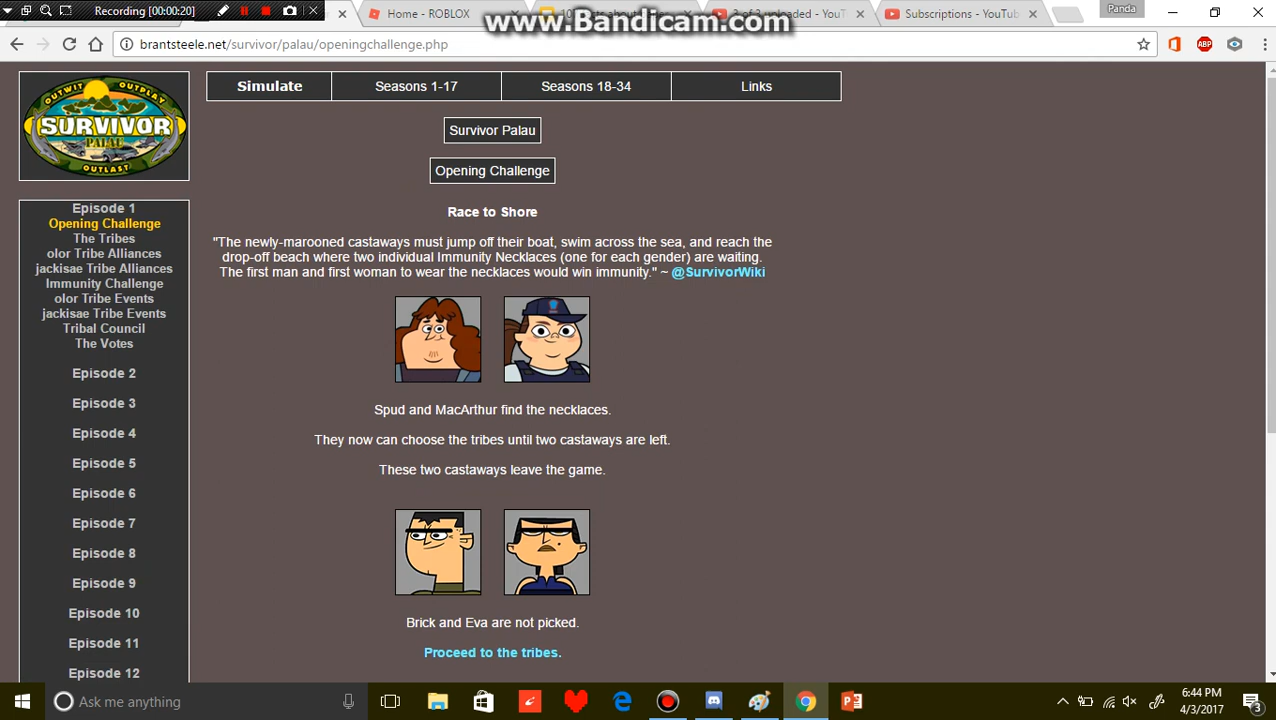 Recording [00:00:20]
Home - ROBLOX
www.Bandicam.com
Subscriptions - YouTub
Panda
brantsteele.net/survivor/palau/openingchallenge.php
ABP
OUTWIT OUTPLAY
SURVIVOR
PALAU
OUTLAST
Simulate
Seasons 1-17
Seasons 18-34
Links
Survivor Palau
Opening Challenge
Race to Shore
"The newly-marooned castaways must jump off their boat, swim across the sea, and reach the
drop-off beach where two individual Immunity Necklaces (one for each gender) are waiting.
The first man and first woman to wear the necklaces would win immunity." ~ @SurvivorWiki
Spud and MacArthur find the necklaces.
They now can choose the tribes until two castaways are left.
These two castaways leave the game.
Brick and Eva are not picked.
Proceed to the tribes.
Episode 1
Opening Challenge
The Tribes
olor Tribe Alliances
jackisae Tribe Alliances
Immunity Challenge
olor Tribe Events
jackisae Tribe Events
Tribal Council
The Votes
Episode 2
Episode 3
Episode 4
Episode 5
Episode 6
Episode 7
Episode 8
Episode 9
Episode 10
Episode 11
Episode 12
Ask me anything
6:44 PM
4/3/2017
3